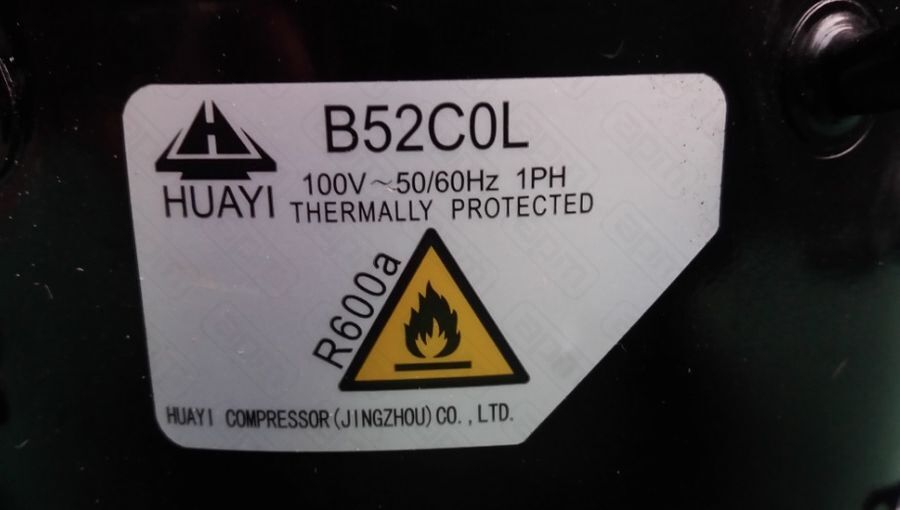 B52C0L
HUAYI
100V～50/60Hz 1PH
THERMALLY PROTECTED
R600a
HUAYI COMPRESSOR(JINGZHOU)CO.,LTD.